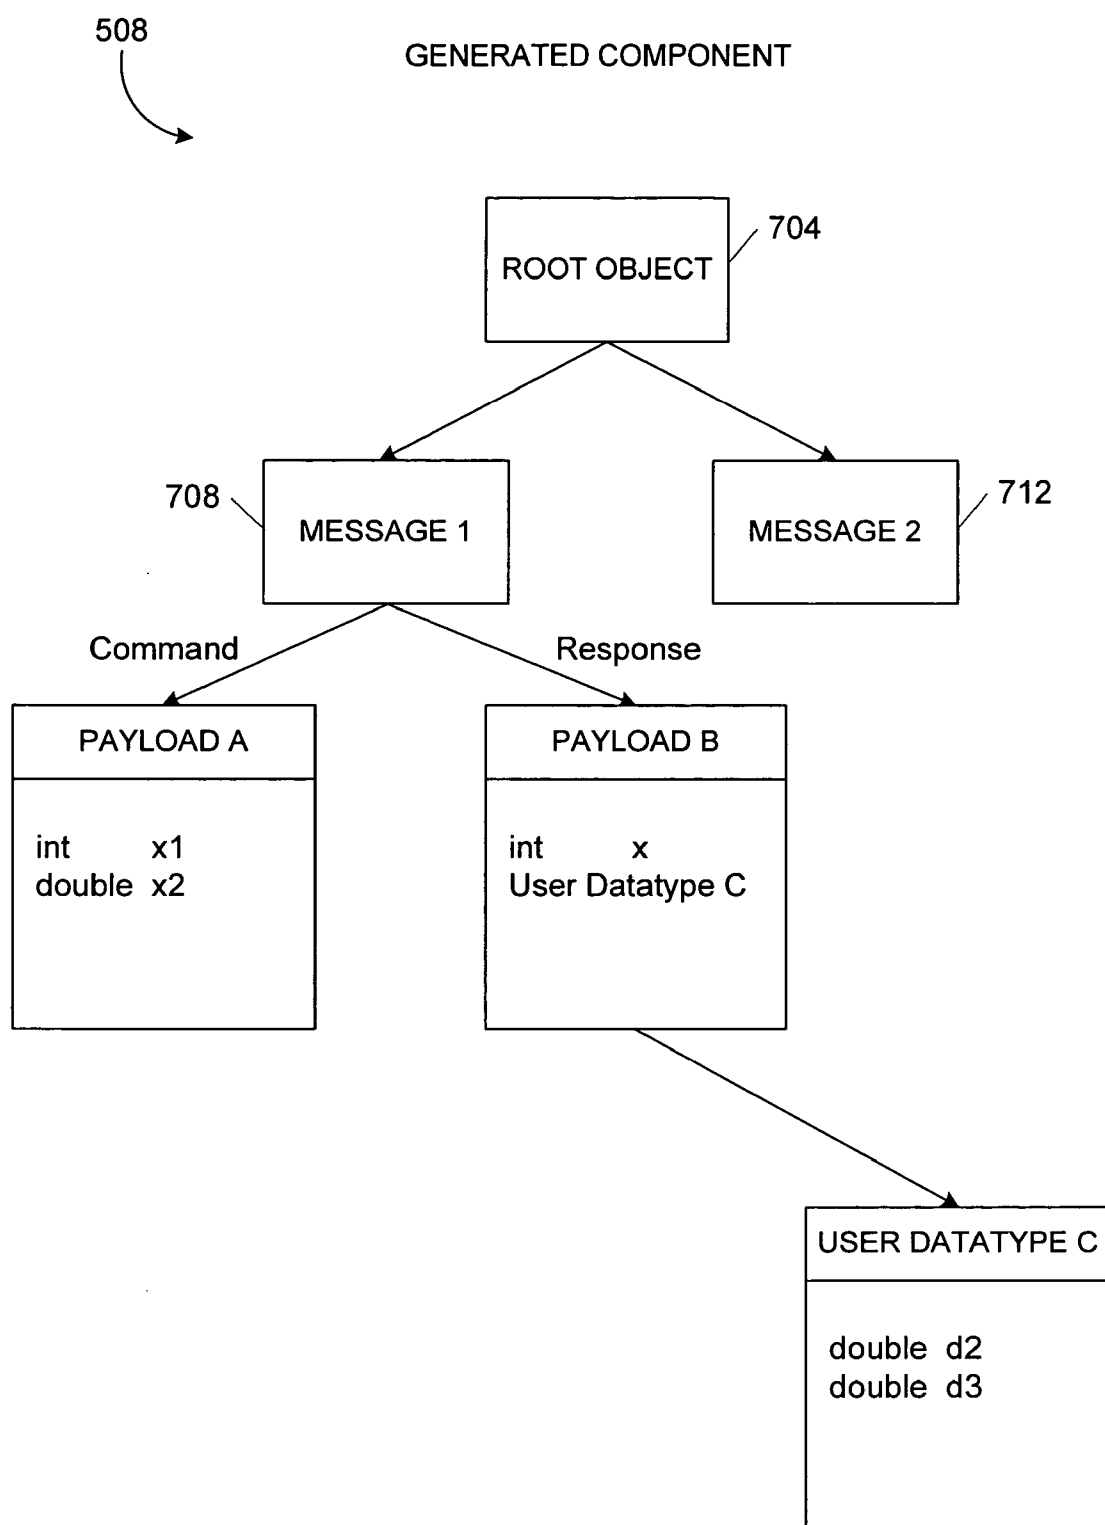 508
GENERATED COMPONENT
704
ROOT OBJECT
708
712
MESSAGE 1
MESSAGE 2
Command
Response
PAYLOAD A
PAYLOAD B
int x1
double x2
int x
User Datatype C
USER DATATYPE C
double d2
double d3